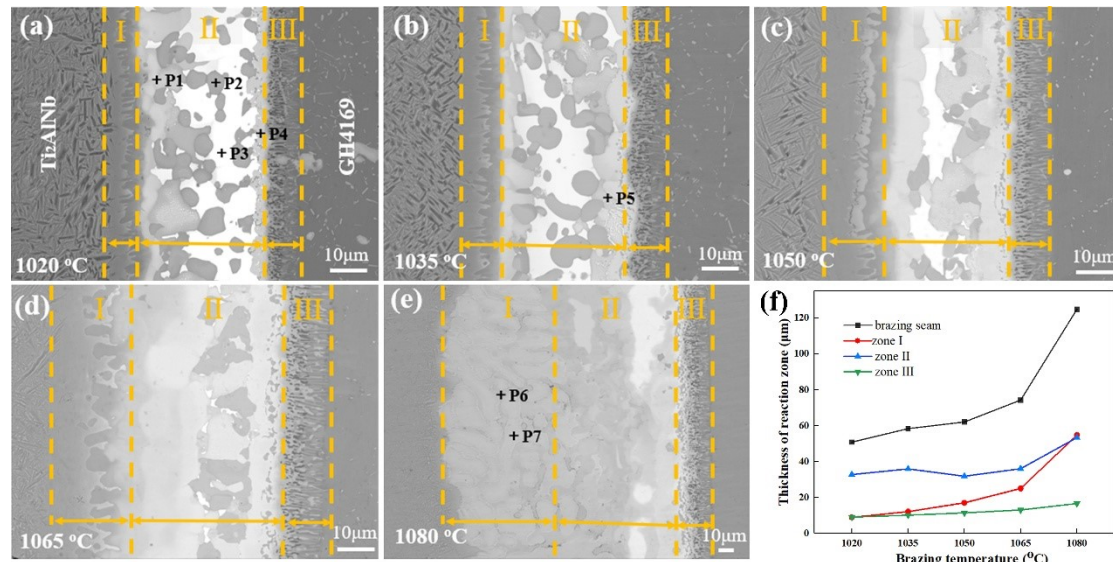 (a)
I
II
III
+ P1
+ P2
+ P3
+ P4
Ti₂AlNb
GH4169
1020 °C
10μm
(b)
I
II
III
+ P5
1035 °C
10μm
(c)
I
II
III
1050 °C
10μm
(d)
I
II
III
1065 °C
10μm
(e)
I
II
III
+ P6
+ P7
1080 °C
10μm
(f)
Thickness of reaction zone (μm)
120
100
80
60
40
20
0
brazing seam
zone I
zone II
zone III
1020 1035 1050 1065 1080
Brazing temperature (°C)